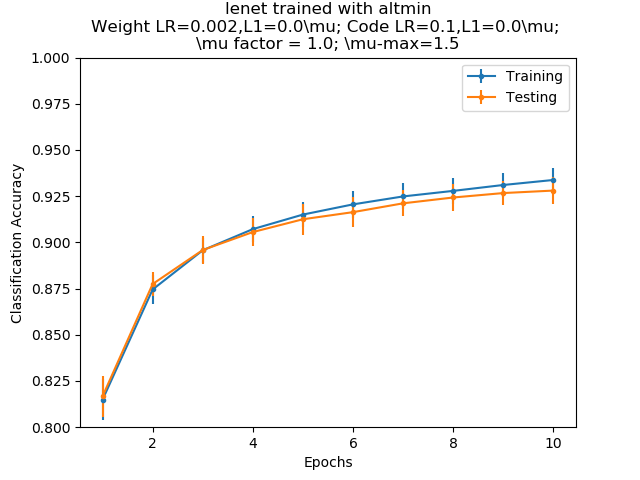 lenet trained with altmin
Weight LR=0.002,L1=0.0\mu; Code LR=0.1,L1=0.0\mu;
\mu factor = 1.0; \mu-max=1.5
1.000
0.975
0.950
0.925
0.900
0.875
0.850
0.825
0.800
Classification Accuracy
Training
Testing
2 4 6 8 10
Epochs